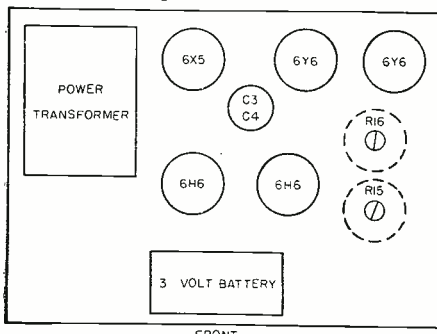 6X5
6Y6
6Y6
POWER
TRANSFORMER
C3
C4
R16
6H6
6H6
R15
3 VOLT BATTERY
FRONT